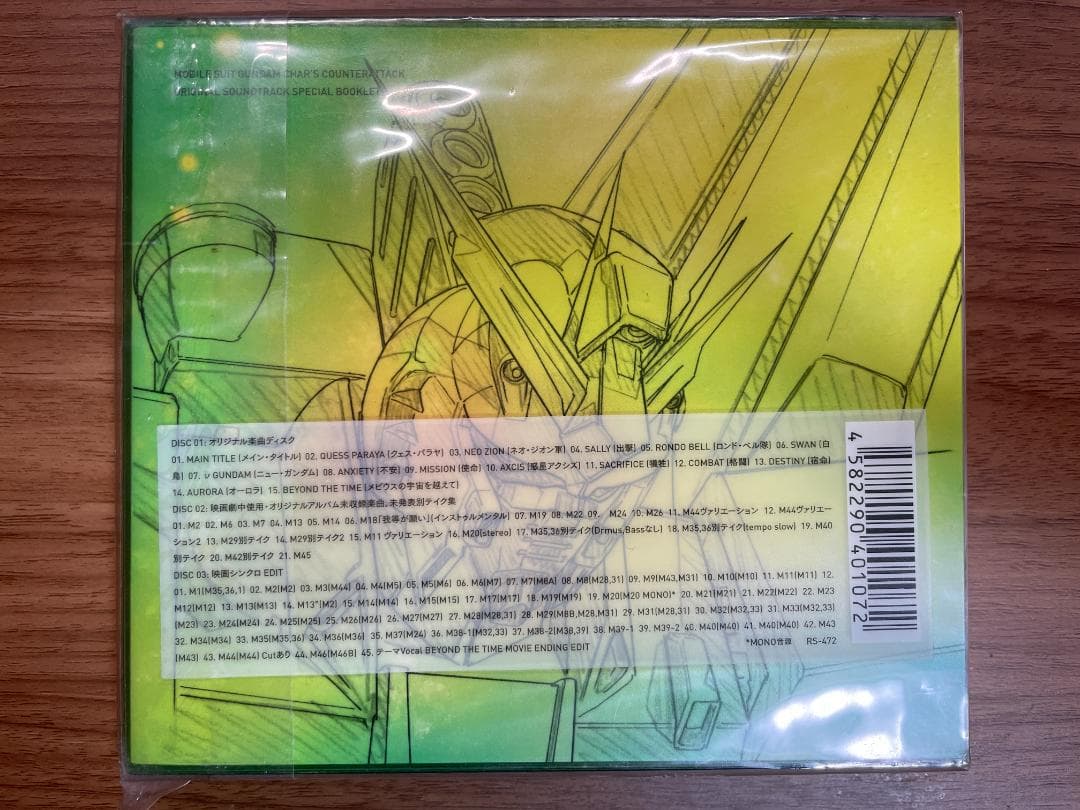 MOBILE SUIT GUNDAM CHAR'S COUNTERATTACK
ORIGINAL SOUNDTRACK SPECIAL BOOKLET
DISC 01: オリジナル楽曲ディスク
01. MAIN TITLE (メイン・タイトル) 02. QUESS PARAYA (クェス・パラヤ) 03. NEO ZION (ネオ・ジオン軍) 04. SALLY (出撃) 05. RONDO BELL (ロンド・ベル隊) 06. SWAN (白
鳥) 07. ν GUNDAM (ニュー・ガンダム) 08. ANXIETY (不安) 09. MISSION (使命) 10. AXCIS (惑星アクシズ) 11. SACRIFICE (犠牲) 12. COMBAT (格闘) 13. DESTINY (宿命)
14. AURORA (オーロラ) 15. BEYOND THE TIME (メビウスの宇宙を越えて)
DISC 02: 映画劇中使用・オリジナルアルバム未収録楽曲、未発表別テイク集
01. M2 02. M6 03. M7 04. M13 05. M14 06. M18「我等が願い」(インストゥルメンタル) 07. M19 08. M22 09. M24 10. M26 11. M44ヴァリエーション 12. M44ヴァリエー
ション2 13. M29別テイク 14. M29別テイク2 15. M11 ヴァリエーション 16. M20(stereo) 17. M35,36別テイク(Drmus,Bassなし) 18. M35,36別テイク(tempo slow) 19. M40
別テイク 20. M42別テイク 21. M45
DISC 03: 映画シンクロ EDIT
01. M1(M35,36,1) 02. M2(M2) 03. M3(M44) 04. M4(M5) 05. M5(M6) 06. M6(M7) 07. M7(M8A) 08. M8(M28,31) 09. M9(M43,M31) 10. M10(M10) 11. M11(M11) 12.
M12(M12) 13. M13(M13) 14. M13"(M2) 15. M14(M14) 16. M15(M15) 17. M17(M17) 18. M19(M19) 19. M20(M20 MONO)* 20. M21(M21) 21. M22(M22) 22. M23
(M23) 23. M24(M24) 24. M25(M25) 25. M26(M26) 26. M27(M27) 27. M28(M28,31) 28. M29(M8B,M28,M31) 29. M31(M28,31) 30. M32(M32,33) 31. M33(M32,33)
32. M34(M34) 33. M35(M35,36) 34. M36(M36) 35. M37(M24) 36. M38-1(M32,33) 37. M38-2(M38,39) 38. M39-1 39. M39-2 40. M40(M40) 41. M40(M40) 42. M43
(M43) 43. M44(M44) Cutあり 44. M46(M46B) 45. テーマVocal BEYOND THE TIME MOVIE ENDING EDIT
*MONO音源 RS-472
4 582290 401072